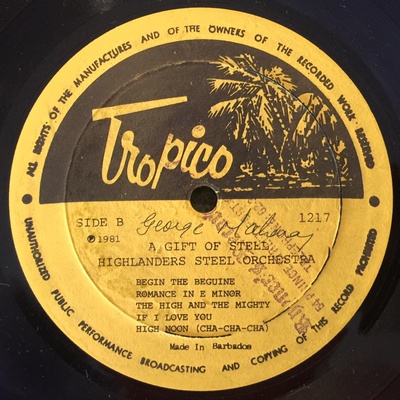 ALL RIGHTS OF THE MANUFACTURES AND OF THE OWNERS OF THE RECORDED WORK RESERVED
Tropico
SIDE B
George
1217
℗1981
A GIFT OF STELL
HIGHLANDERS STEEL ORCHESTRA
BEGIN THE BEGUINE
ROMANCE IN E MINOR
THE HIGH AND THE MIGHTY
IF I LOVE YOU
HIGH NOON (CHA-CHA-CHA)
Made In Barbados
UNAUTHORIZED PUBLIC PERFORMANCE BROADCASTING AND COPYING OF THIS RECORD PROHIBITED